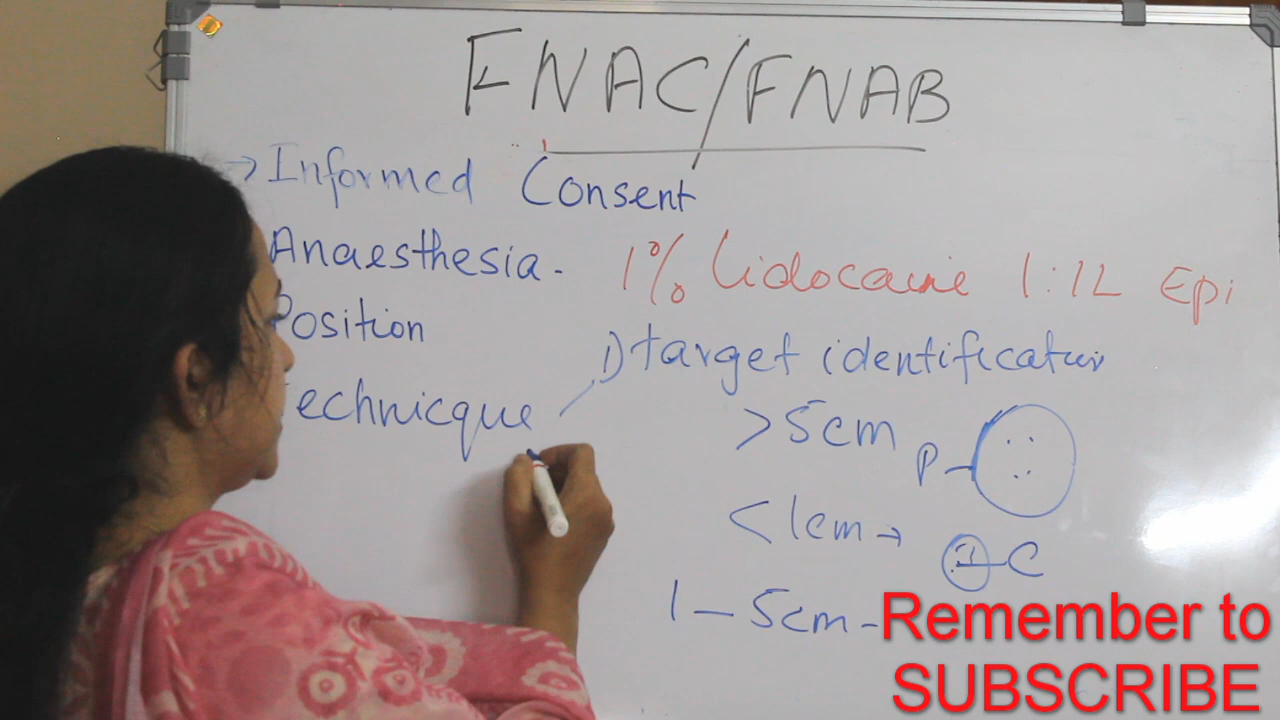 FNAC/FNAB
→ Informed Consent
Anaesthesia - 1% Lidocaine 1:1L Epi
Position
1) target identification
echnicque
>5cm
P
<1cm →
I C
1 - 5cm -
Remember to
SUBSCRIBE